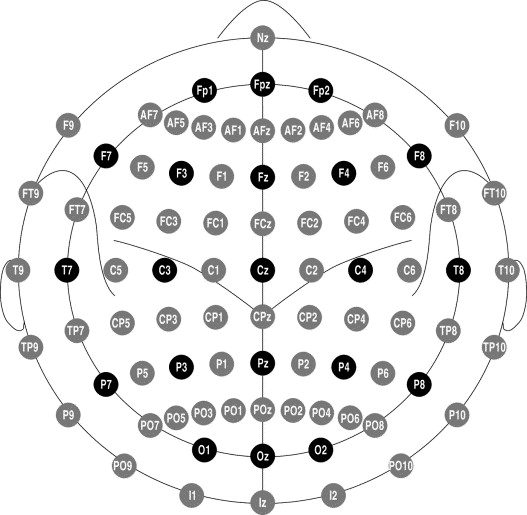 Nz
Fp1 Fpz Fp2
AF7 AF5 AF3 AF1 AFz AF2 AF4 AF6 AF8
F9 F10
F7 F5 F3 F1 Fz F2 F4 F6 F8
FT9 FT10
FT7 FC5 FC3 FC1 FCz FC2 FC4 FC6 FT8
T9 T7 C5 C3 C1 Cz C2 C4 C6 T8 T10
TP7 CP5 CP3 CP1 CPz CP2 CP4 CP6 TP8
TP9 TP10
P7 P5 P3 P1 Pz P2 P4 P6 P8
P9 P10
PO7 PO5 PO3 PO1 POz PO2 PO4 PO6 PO8
O1 Oz O2
PO9 PO10
I1 Iz I2